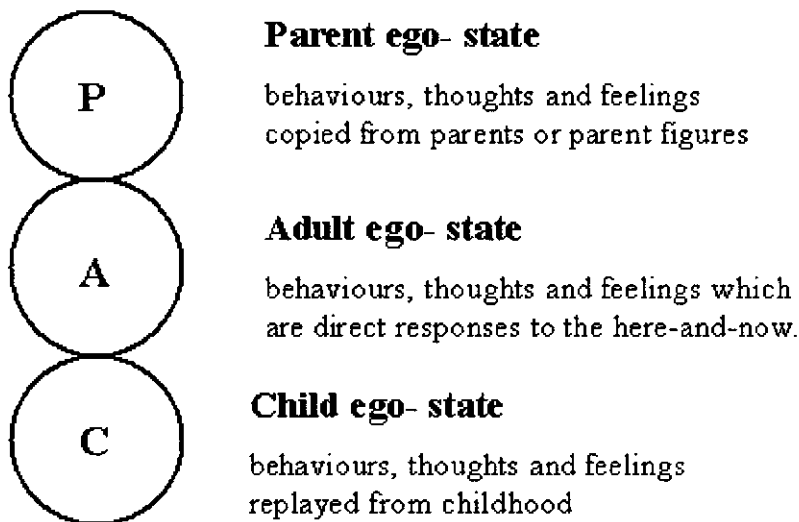 P
Parent ego- state
behaviours, thoughts and feelings
copied from parents or parent figures
A
Adult ego- state
behaviours, thoughts and feelings which
are direct responses to the here-and-now.
C
Child ego- state
behaviours, thoughts and feelings
replayed from childhood